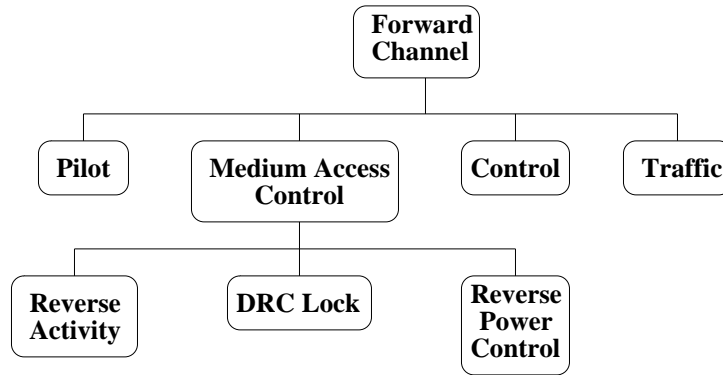 Forward
Channel
Pilot
Medium Access
Control
Control
Traffic
Reverse
Activity
DRC Lock
Reverse
Power
Control